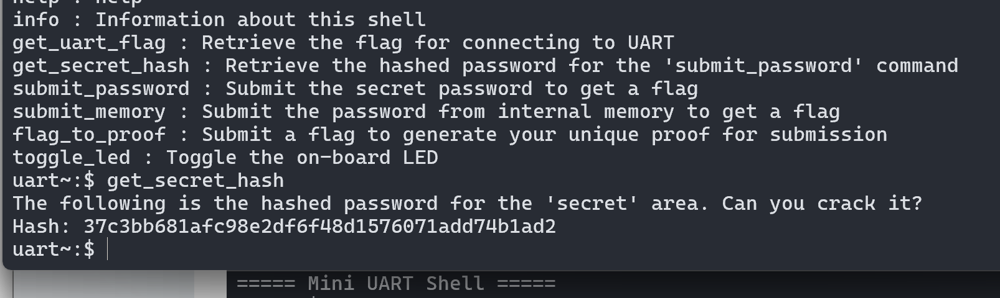 help : help
info : Information about this shell
get_uart_flag : Retrieve the flag for connecting to UART
get_secret_hash : Retrieve the hashed password for the 'submit_password' command
submit_password : Submit the secret password to get a flag
submit_memory : Submit the password from internal memory to get a flag
flag_to_proof : Submit a flag to generate your unique proof for submission
toggle_led : Toggle the on-board LED
uart~:$ get_secret_hash
The following is the hashed password for the 'secret' area. Can you crack it?
Hash: 37c3bb681afc98e2df6f48d1576071add74b1ad2
uart~:$
===== Mini UART Shell =====